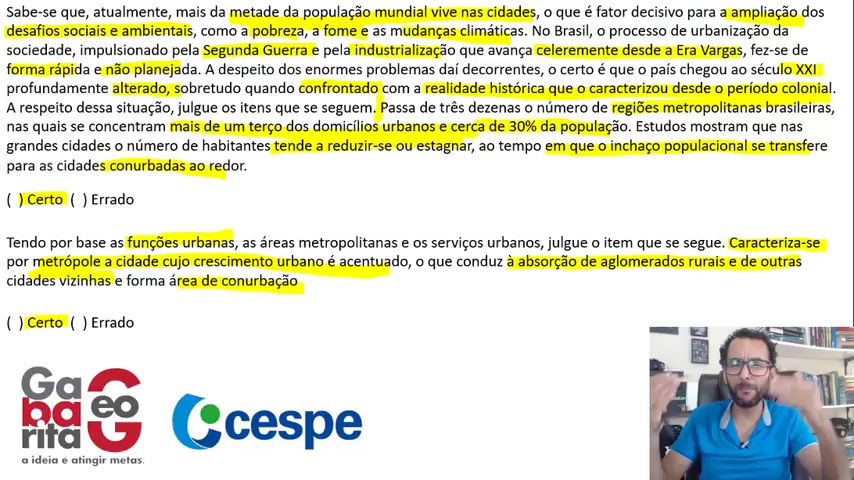 Sabe-se que, atualmente, mais da metade da população mundial vive nas cidades, o que é fator decisivo para a ampliação dos
desafios sociais e ambientais, como a pobreza, a fome e as mudanças climáticas. No Brasil, o processo de urbanização da
sociedade, impulsionado pela Segunda Guerra e pela industrialização que avança celeremente desde a Era Vargas, fez-se de
forma rápida e não planejada. A despeito dos enormes problemas daí decorrentes, o certo é que o país chegou ao século XXI
profundamente alterado, sobretudo quando confrontado com a realidade histórica que o caracterizou desde o período colonial.
A respeito dessa situação, julgue os itens que se seguem. Passa de três dezenas o número de regiões metropolitanas brasileiras,
nas quais se concentram mais de um terço dos domicílios urbanos e cerca de 30% da população. Estudos mostram que nas
grandes cidades o número de habitantes tende a reduzir-se ou estagnar, ao tempo em que o inchaço populacional se transfere
para as cidades conurbadas ao redor.
( ) Certo ( ) Errado
Tendo por base as funções urbanas, as áreas metropolitanas e os serviços urbanos, julgue o item que se segue. Caracteriza-se
por metrópole a cidade cujo crescimento urbano é acentuado, o que conduz à absorção de aglomerados rurais e de outras
cidades vizinhas e forma área de conurbação
( ) Certo ( ) Errado
Gabarita Geo
a ideia e atingir metas.
cespe